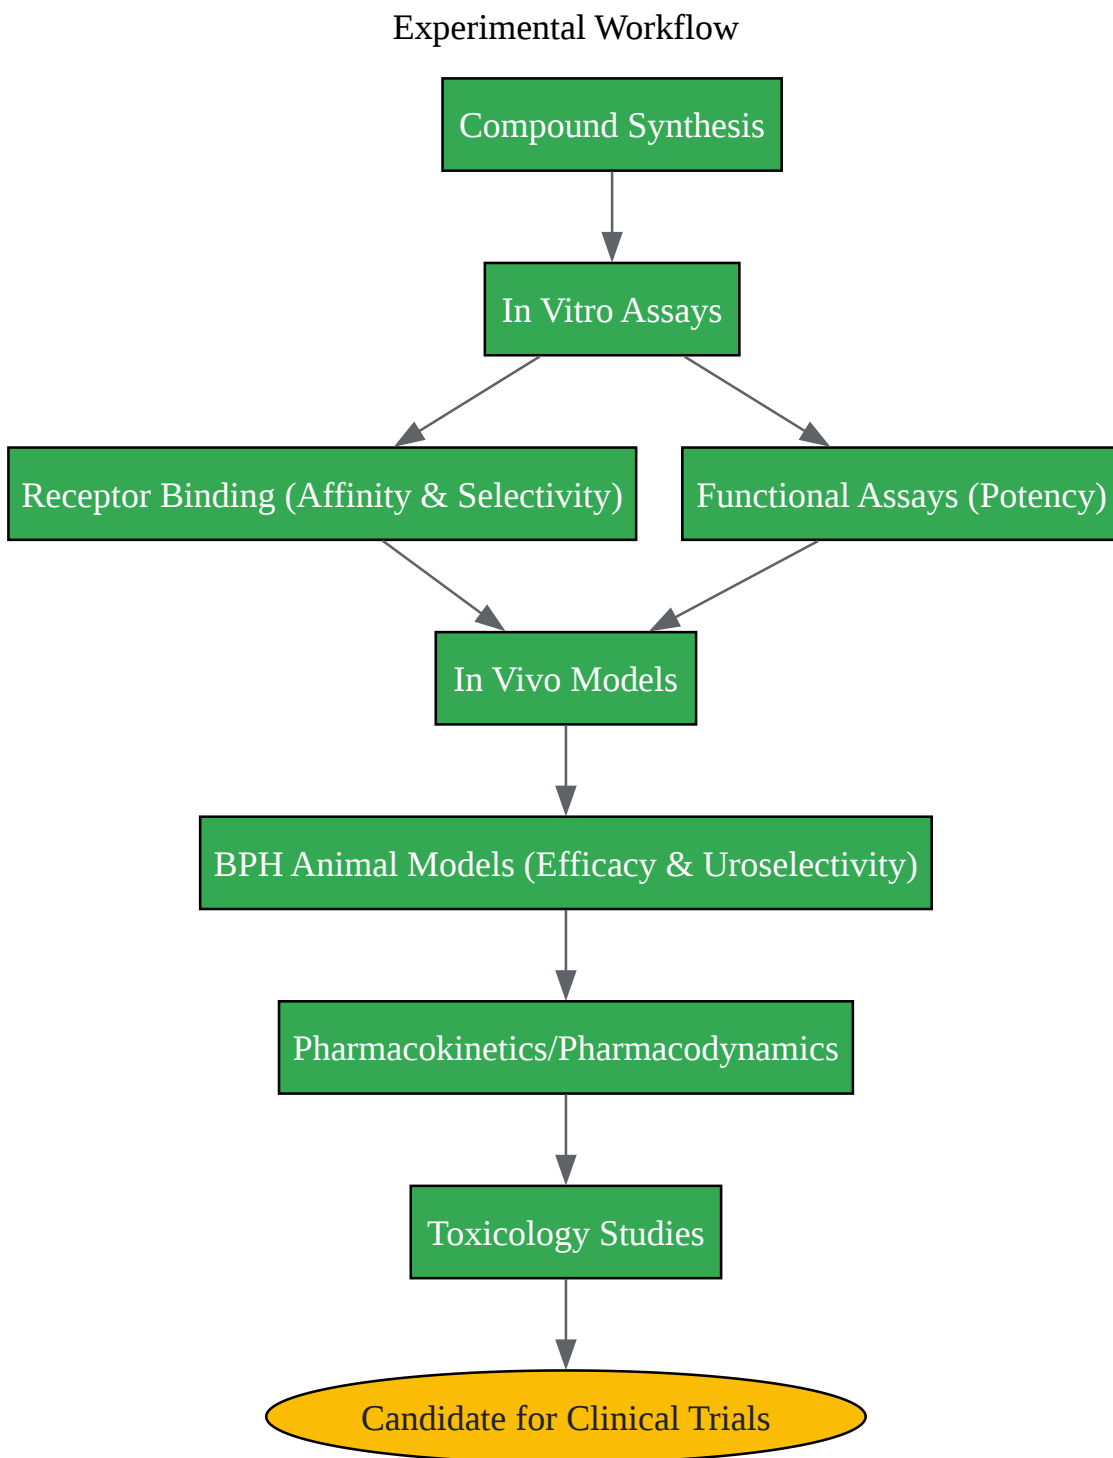 Experimental Workflow
Compound Synthesis
In Vitro Assays
Receptor Binding (Affinity & Selectivity)
Functional Assays (Potency)
In Vivo Models
BPH Animal Models (Efficacy & Uroselectivity)
Pharmacokinetics/Pharmacodynamics
Toxicology Studies
Candidate for Clinical Trials